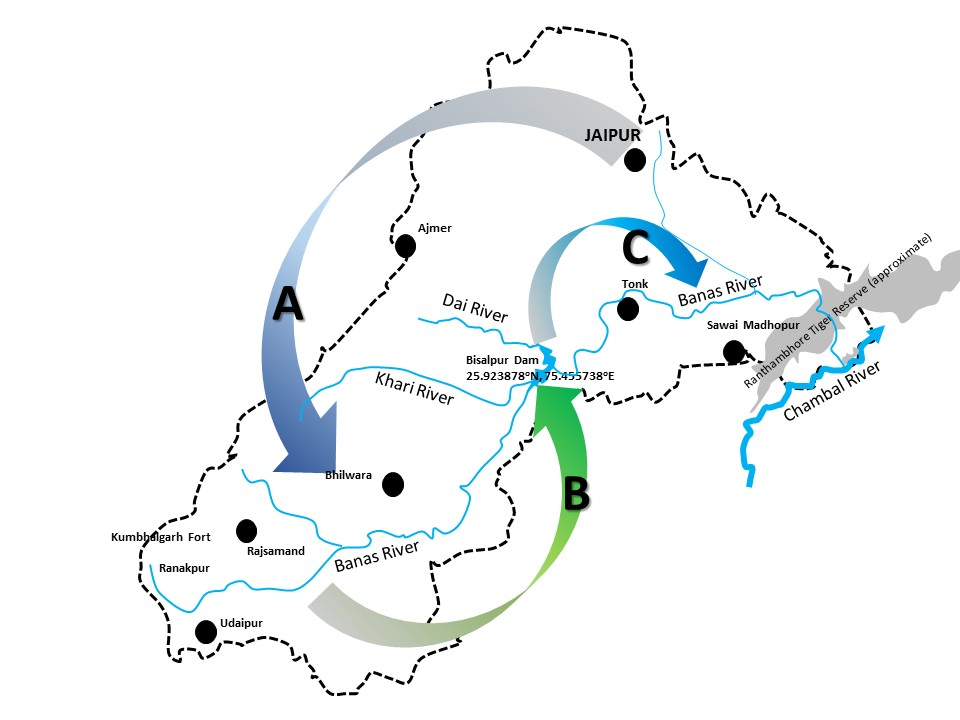 JAIPUR
Ajmer
A
C
Tonk
Banas River
Dai River
Sawai Madhopur
Ranthambhore Tiger Reserve (approximate)
Bisalpur Dam
25.923878°N, 75.455738°E
Khari River
Chambal River
Bhilwara
B
Kumbhalgarh Fort
Rajsamand
Banas River
Ranakpur
Udaipur